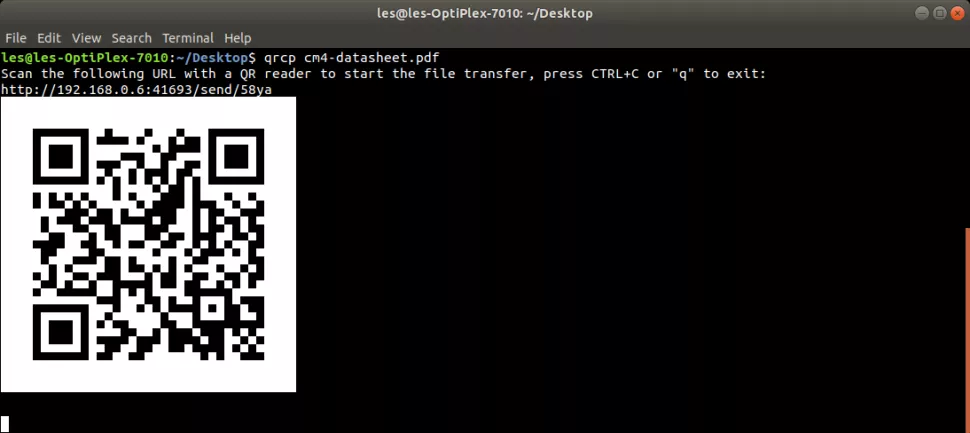 les@les-OptiPlex-7010: ~/Desktop
File Edit View Search Terminal Help
les@les-OptiPlex-7010:~/Desktop$ qrcp cm4-datasheet.pdf
Scan the following URL with a QR reader to start the file transfer, press CTRL+C or "q" to exit:
http://192.168.0.6:41693/send/58ya